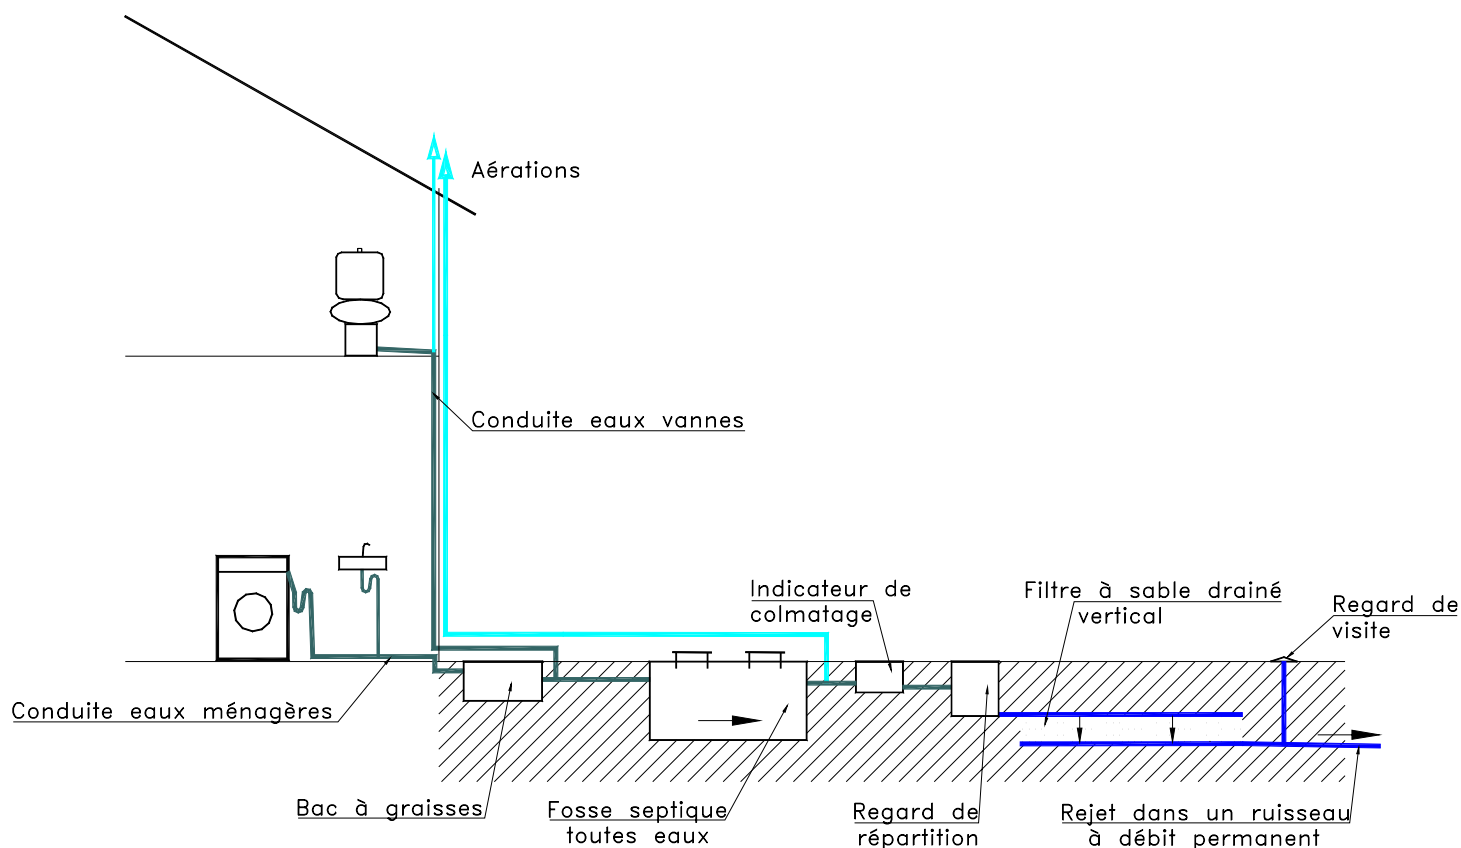 Aérations
Conduite eaux vannes
Indicateur de
colmatage
Filtre à sable drainé
vertical
Regard de
visite
Conduite eaux ménagères
Bac à graisses
Fosse septique
toutes eaux
Regard de
répartition
Rejet dans un ruisseau
à débit permanent